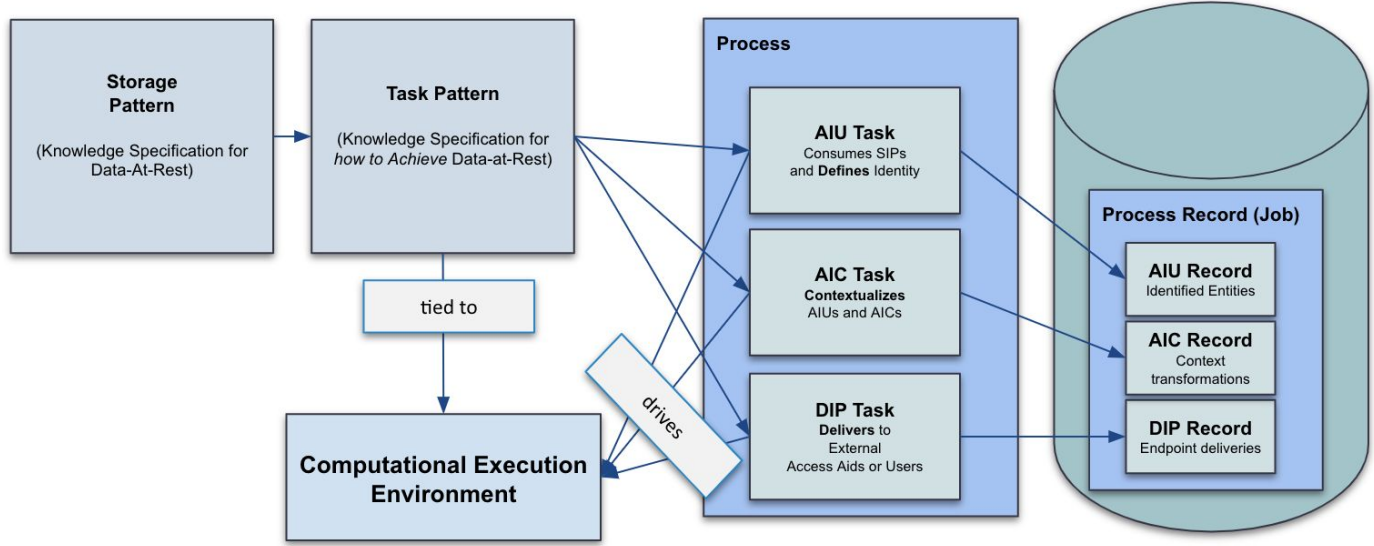 Storage
Pattern
(Knowledge Specification for
Data-At-Rest)
Task Pattern
(Knowledge Specification for
how to Achieve Data-at-Rest)
tied to
Computational Execution
Environment
drives
Process
AIU Task
Consumes SIPs
and Defines Identity
AIC Task
Contextualizes
AIUs and AICs
DIP Task
Delivers to
External
Access Aids or Users
Process Record (Job)
AIU Record
Identified Entities
AIC Record
Context
transformations
DIP Record
Endpoint deliveries